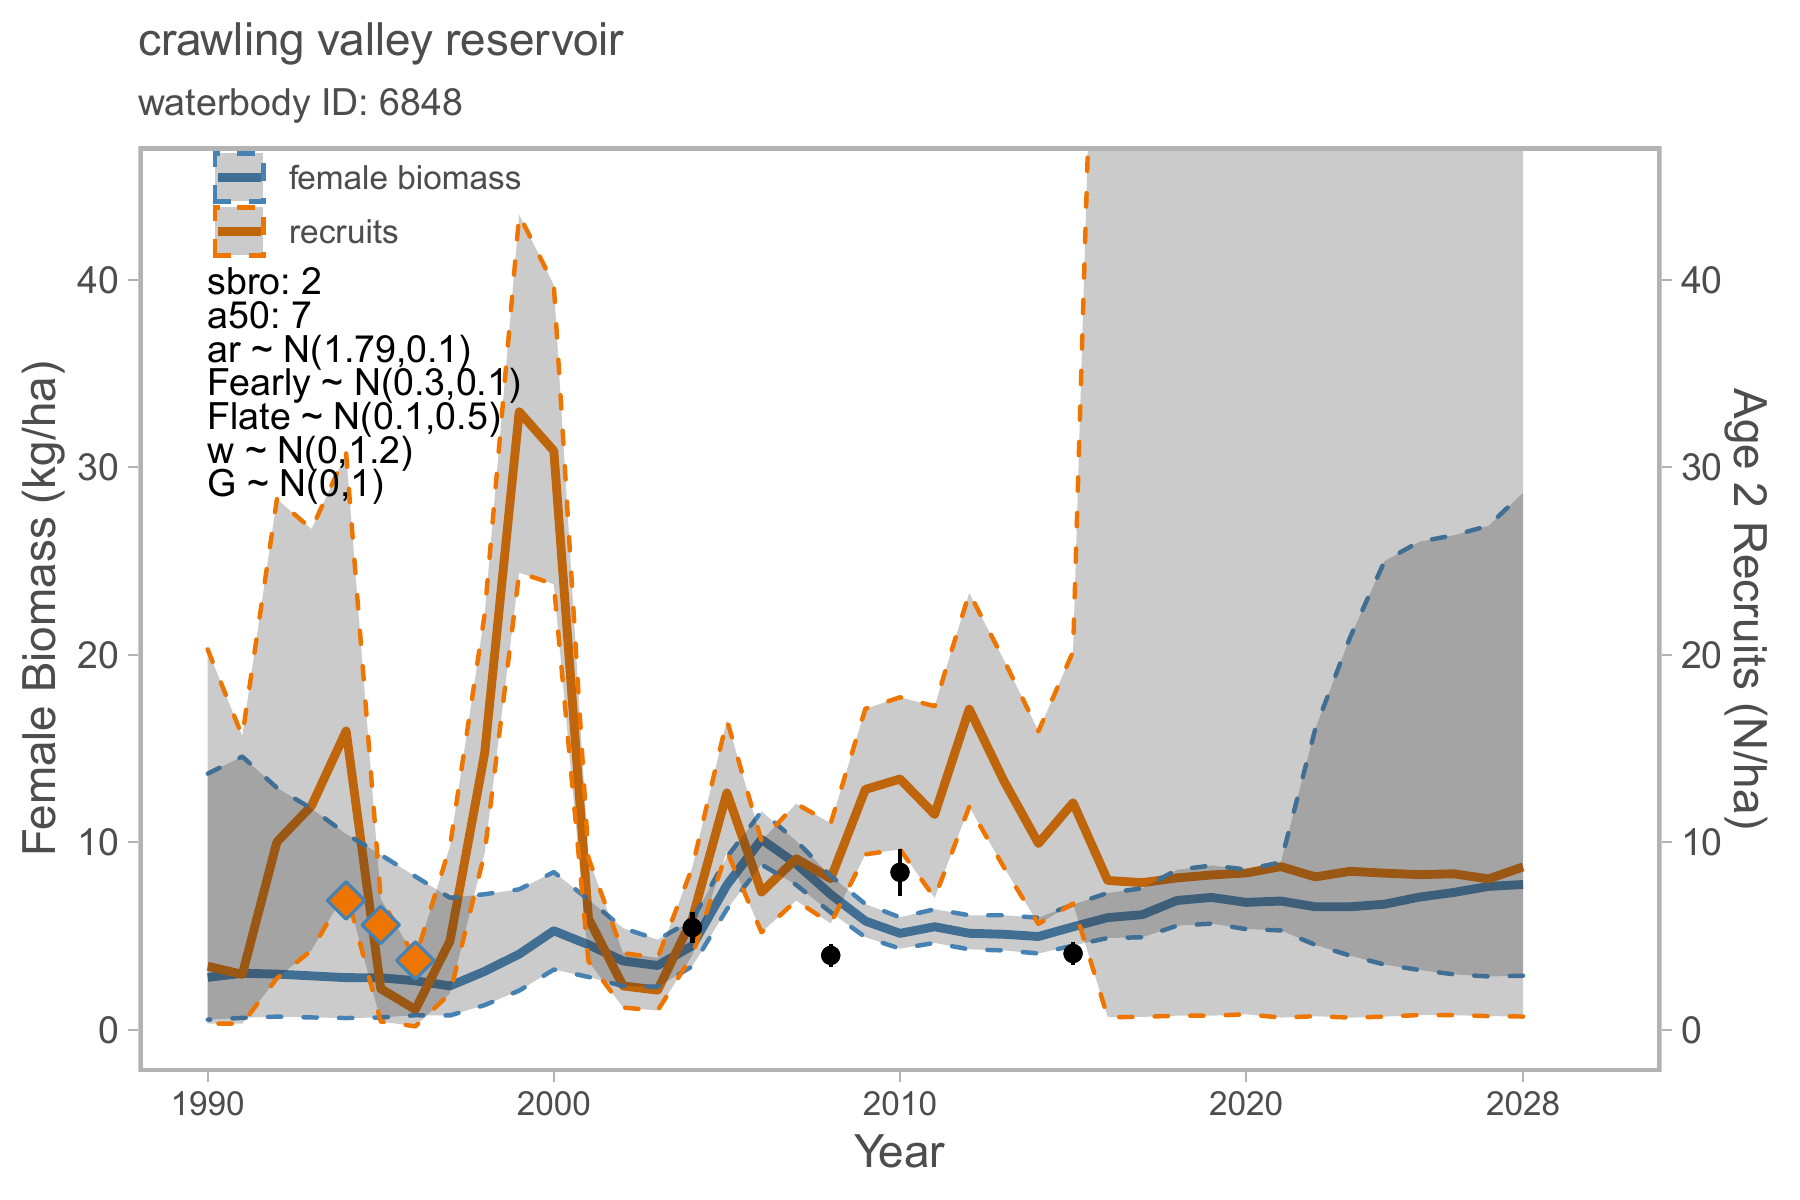 crawling valley reservoir
waterbody ID: 6848
female biomass
recruits
sbro: 2
a50: 7
ar ~ N(1.79,0.1)
Fearly ~ N(0.3,0.1)
Flate ~ N(0.1,0.5)
w ~ N(0,1.2)
G ~ N(0,1)
Female Biomass (kg/ha)
40
30
20
10
0
40
30
20
10
0
Age 2 Recruits (N/ha)
1990
2000
2010
2020
2028
Year